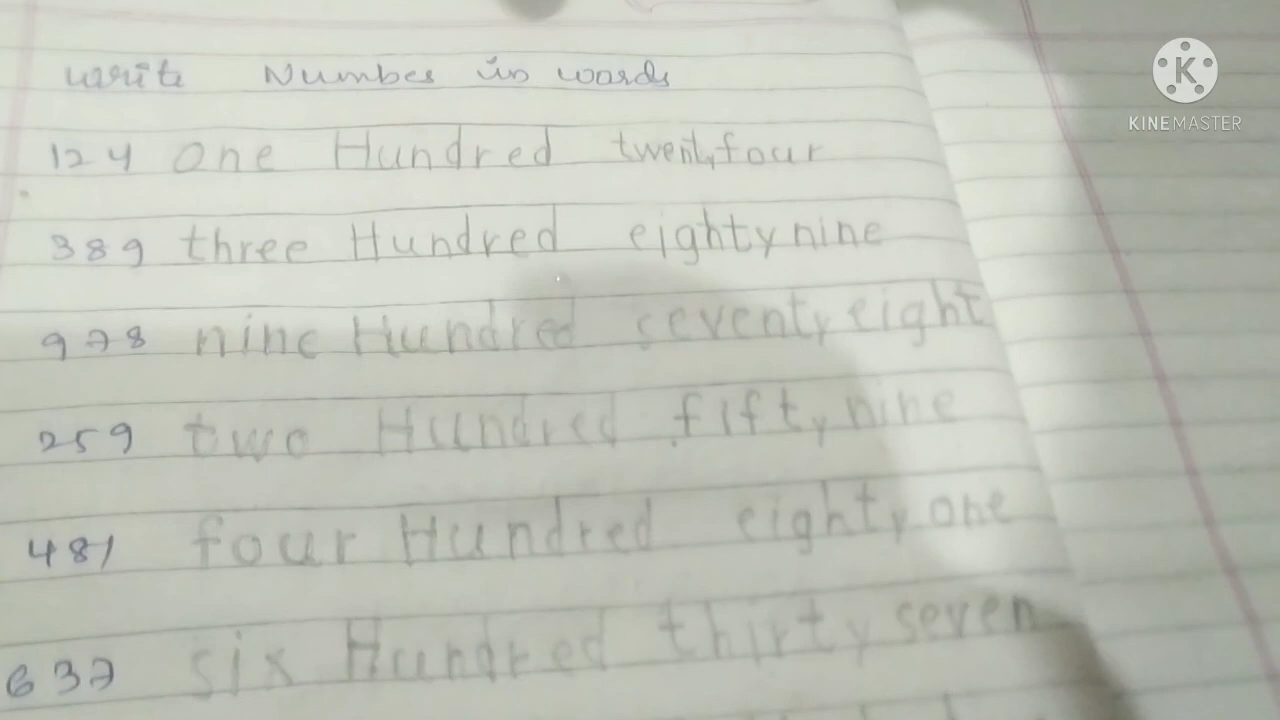 write Number in words
124 one Hundred twenty four
389 three Hundred eighty nine
978 nine Hundred seventy eight
259 two Hundred fifty nine
481 four Hundred eighty one
637 six Hundred thirty seven
KINEMASTER